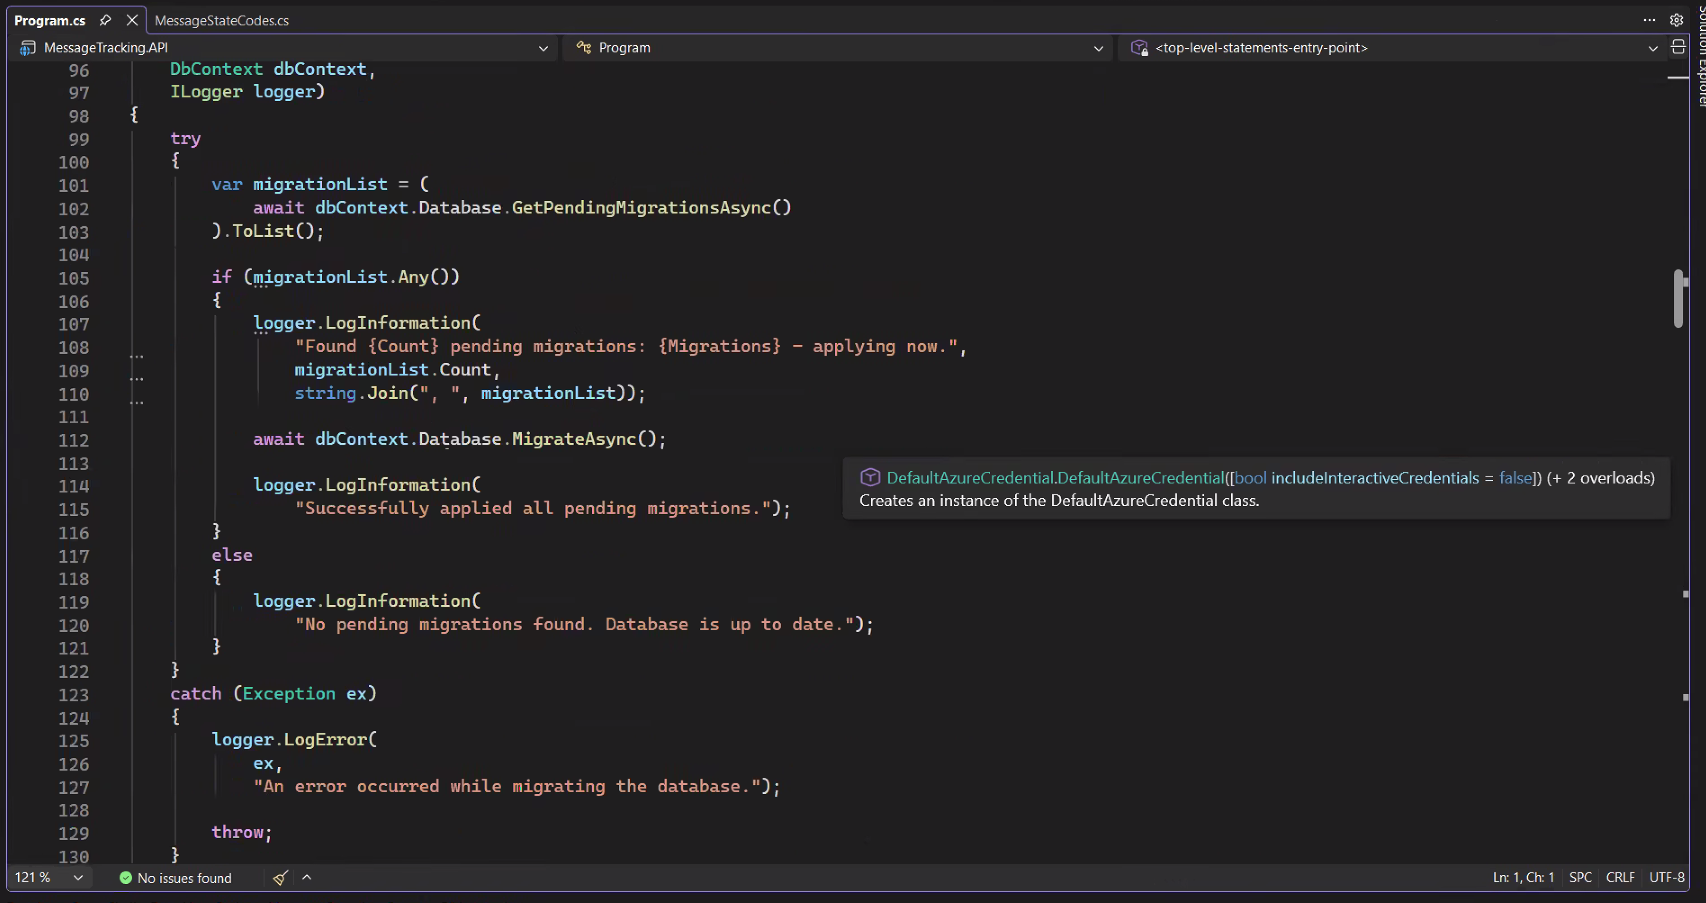 Program.cs
MessageStateCodes.cs
MessageTracking.API
Program
<top-level-statements-entry-point>
Solution Explorer
96 DbContext dbContext,
97 ILogger logger)
98 {
99 try
100 {
101 var migrationList = (
102 await dbContext.Database.GetPendingMigrationsAsync()
103 ).ToList();
104
105 if (migrationList.Any())
106 {
107 logger.LogInformation(
108 "Found {Count} pending migrations: {Migrations} – applying now.",
109 migrationList.Count,
110 string.Join(", ", migrationList));
111
112 await dbContext.Database.MigrateAsync();
113
DefaultAzureCredential.DefaultAzureCredential([bool includeInteractiveCredentials = false]) (+ 2 overloads)
Creates an instance of the DefaultAzureCredential class.
114 logger.LogInformation(
115 "Successfully applied all pending migrations.");
116 }
117 else
118 {
119 logger.LogInformation(
120 "No pending migrations found. Database is up to date.");
121 }
122 }
123 catch (Exception ex)
124 {
125 logger.LogError(
126 ex,
127 "An error occurred while migrating the database.");
128
129 throw;
130 }
121 %
No issues found
Ln: 1, Ch: 1 SPC CRLF UTF-8